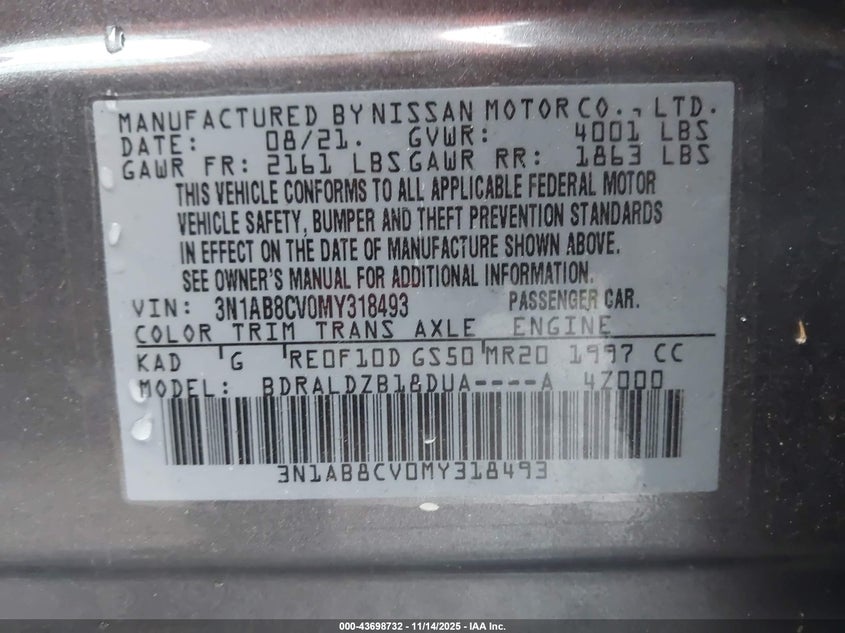 MANUFACTURED BY NISSAN MOTOR CO., LTD.
DATE: 08/21. GVWR: 4001 LBS
GAWR FR: 2161 LBS GAWR RR: 1863 LBS
THIS VEHICLE CONFORMS TO ALL APPLICABLE FEDERAL MOTOR
VEHICLE SAFETY, BUMPER AND THEFT PREVENTION STANDARDS
IN EFFECT ON THE DATE OF MANUFACTURE SHOWN ABOVE.
SEE OWNER'S MANUAL FOR ADDITIONAL INFORMATION.
VIN: 3N1AB8CV0MY318493 PASSENGER CAR.
COLOR TRIM TRANS AXLE ENGINE
KAD G RE0F10D GS50 MR20 1997 CC
MODEL: BDRALDZB18DUA----A 4Z000
3N1AB8CV0MY318493
000-43698732 - 11/14/2025 - IAA Inc.